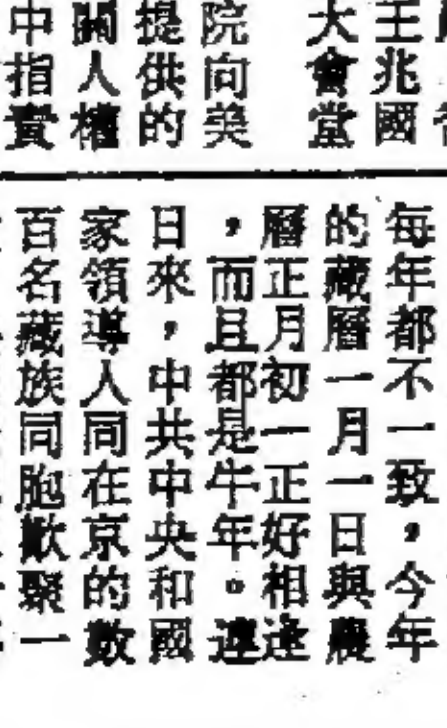 王兆國
大會堂
院向美
提供的
關人權
中指責
每年都不一致，今年
的藏曆一月一日與農
曆正月初一正好相逢
，而且都是牛年。連
日來，中共中央和國
家領導人同在京的數
百名藏族同胞歡聚一